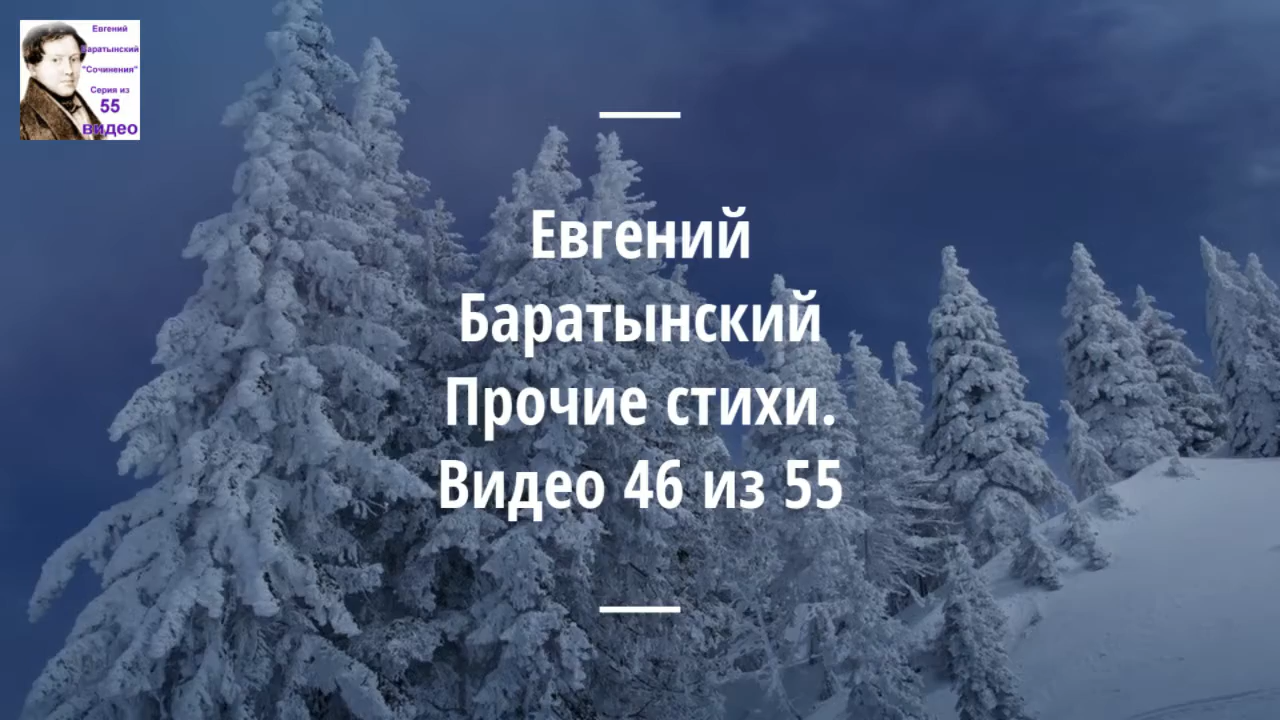 Евгений
Баратынский
"Сочинения"
Серия из
55
видео
Евгений
Баратынский
Прочие стихи.
Видео 46 из 55